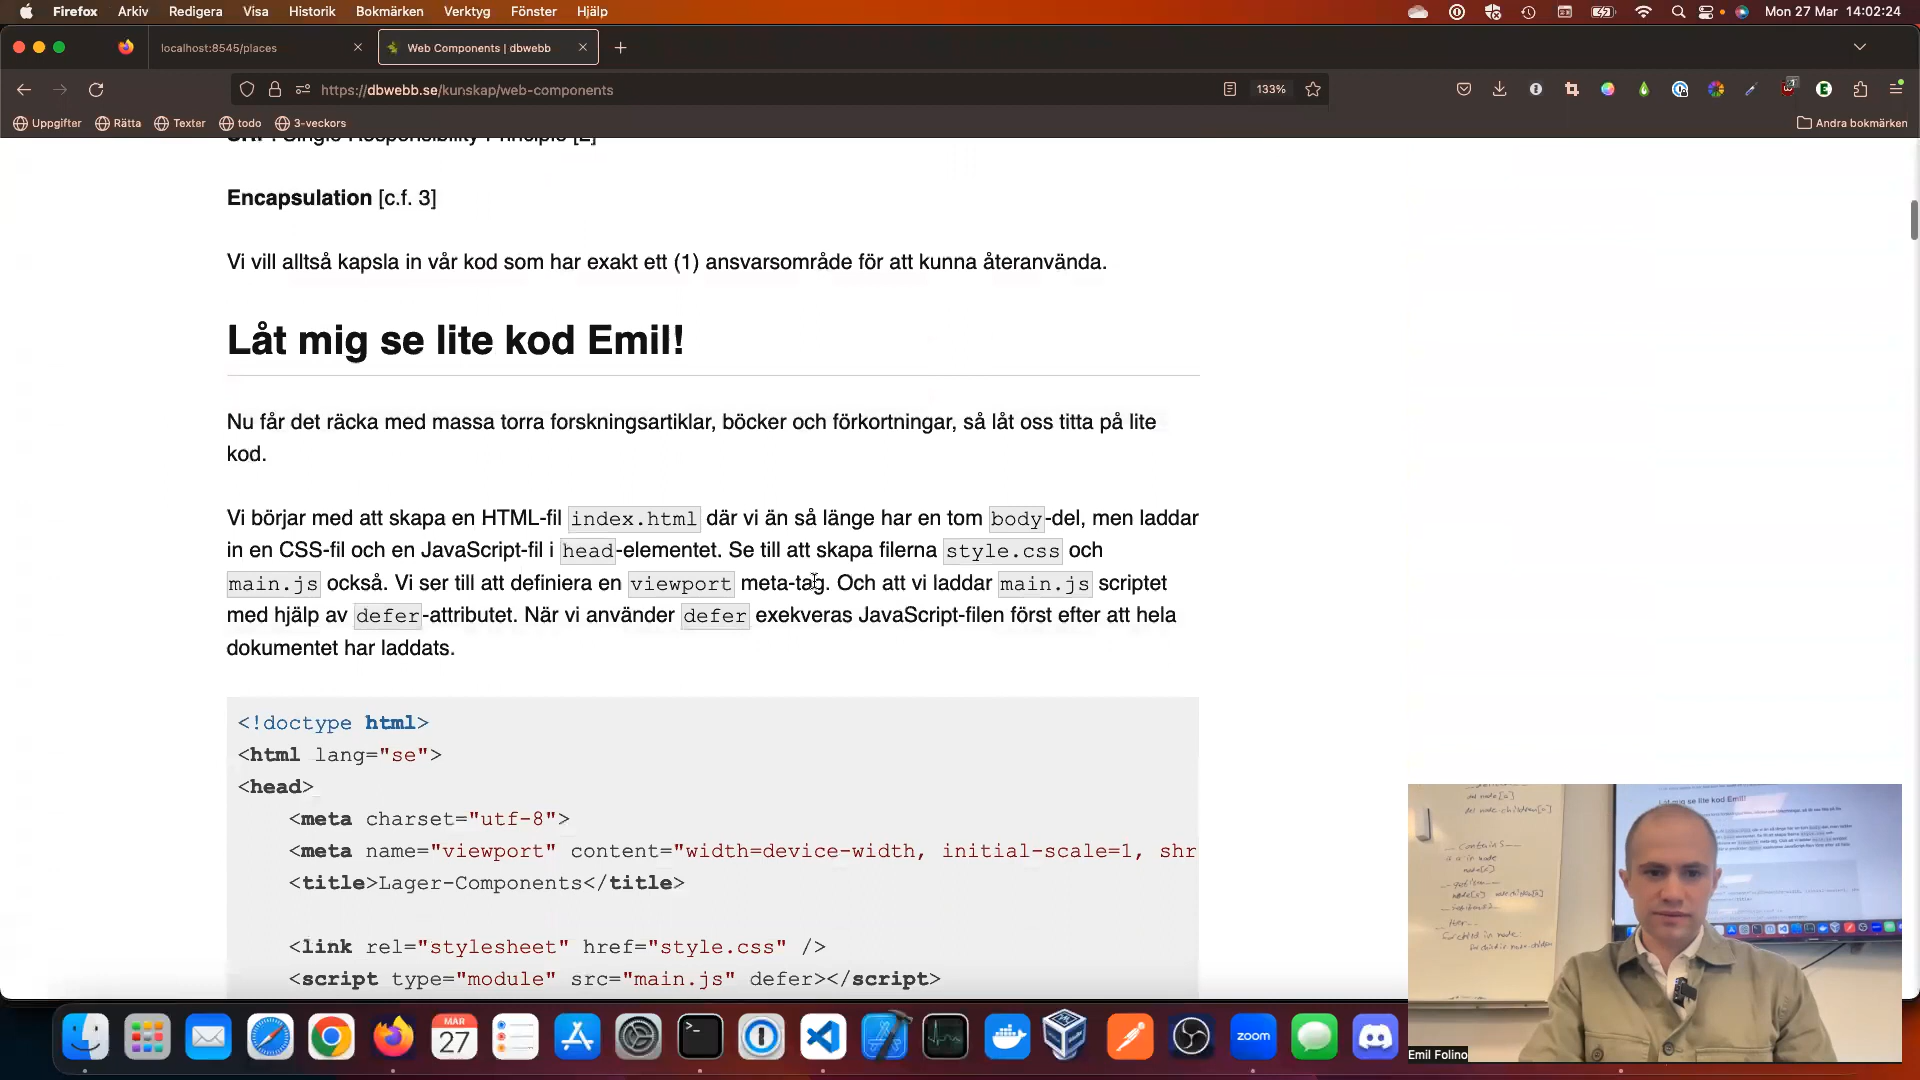 Firefox Arkiv Redigera Visa Historik Bokmärken Verktyg Fönster Hjälp Mon 27 Mar 14:02:24
localhost:8545/places
Web Components | dbwebb
https://dbwebb.se/kunskap/web-components 133%
Uppgifter Rätta Texter todo 3-veckors Andra bokmärken
Single Responsibility Principle [2]
Encapsulation [c.f. 3]
Vi vill alltså kapsla in vår kod som har exakt ett (1) ansvarsområde för att kunna återanvända.
Låt mig se lite kod Emil!
Nu får det räcka med massa torra forskningsartiklar, böcker och förkortningar, så låt oss titta på lite
kod.
Vi börjar med att skapa en HTML-fil index.html där vi än så länge har en tom body-del, men laddar
in en CSS-fil och en JavaScript-fil i head-elementet. Se till att skapa filerna style.css och
main.js också. Vi ser till att definiera en viewport meta-tag. Och att vi laddar main.js scriptet
med hjälp av defer-attributet. När vi använder defer exekveras JavaScript-filen först efter att hela
dokumentet har laddats.
<!doctype html>
<html lang="se">
<head>
<meta charset="utf-8">
<meta name="viewport" content="width=device-width, initial-scale=1, shr
<title>Lager-Components</title>
<link rel="stylesheet" href="style.css" />
<script type="module" src="main.js" defer></script>
MAR
27
zoom
Låt mig se lite kod Emil!
Emil Folino